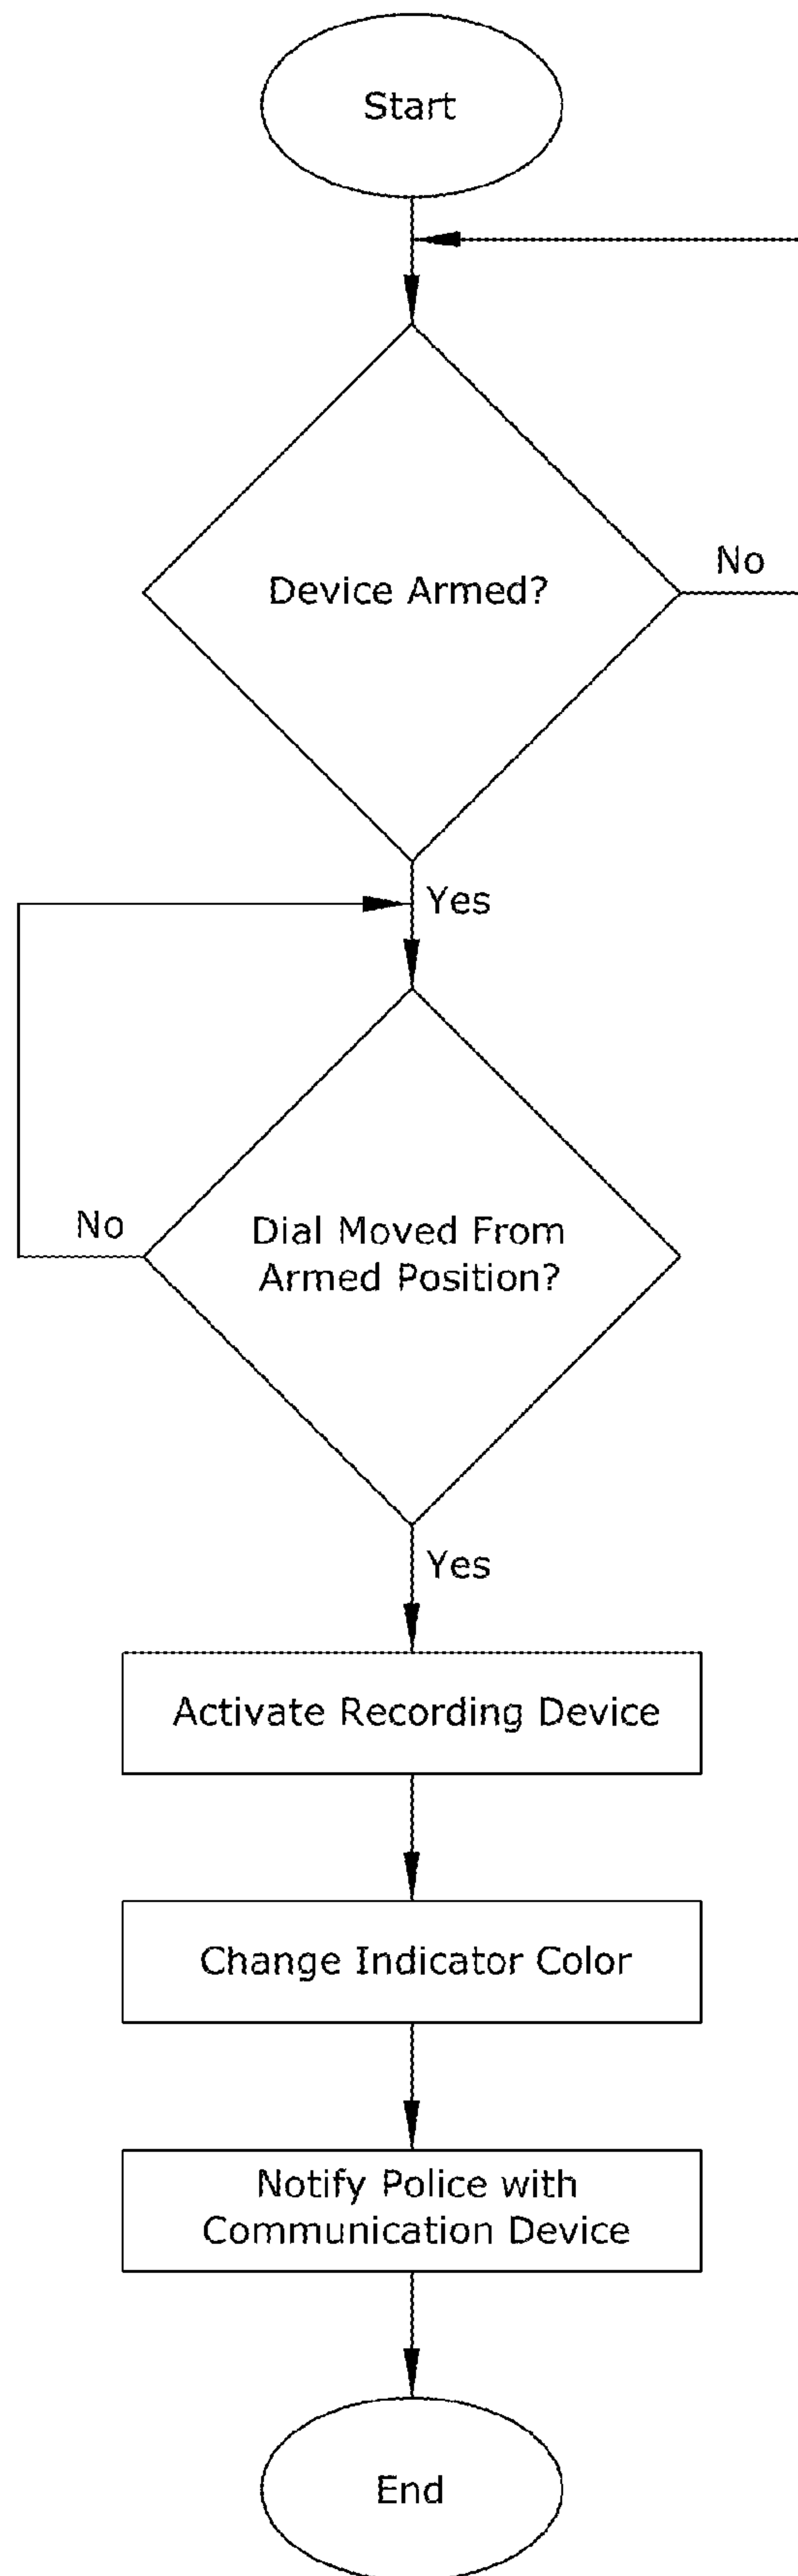 Start
Device Armed?
No
Yes
No
Dial Moved From
Armed Position?
Yes
Activate Recording Device
Change Indicator Color
Notify Police with
Communication Device
End